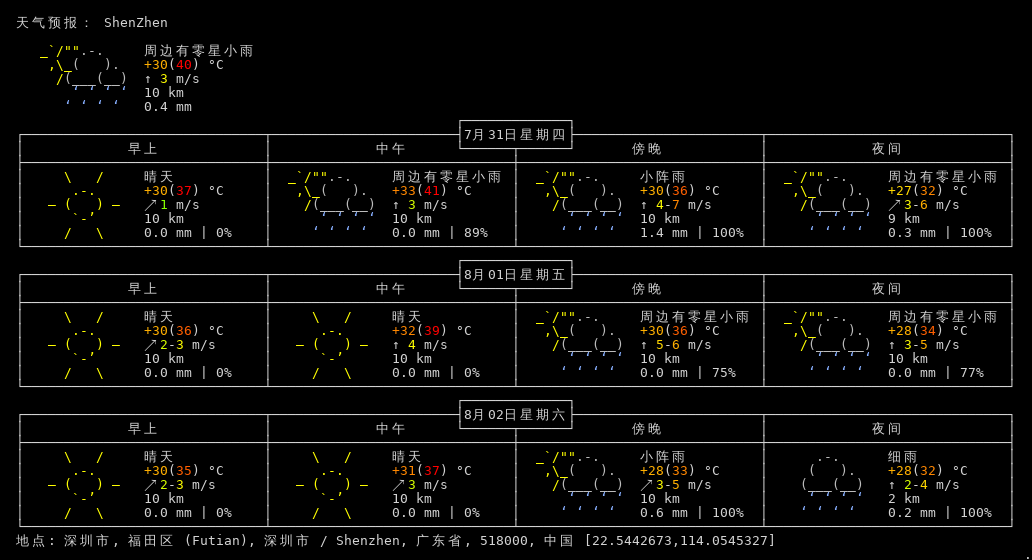 天气预报： ShenZhen
周边有零星小雨
+30(40) °C
↑ 3 m/s
10 km
0.4 mm
7月31日星期四
早上 中午 傍晚 夜间
晴天 周边有零星小雨 小阵雨 周边有零星小雨
+30(37) °C +33(41) °C +30(36) °C +27(32) °C
↗1 m/s ↑ 3 m/s ↑ 4-7 m/s ↗3-6 m/s
10 km 10 km 10 km 9 km
0.0 mm | 0% 0.0 mm | 89% 1.4 mm | 100% 0.3 mm | 100%
8月01日星期五
早上 中午 傍晚 夜间
晴天 晴天 周边有零星小雨 周边有零星小雨
+30(36) °C +32(39) °C +30(36) °C +28(34) °C
↗2-3 m/s ↑ 4 m/s ↑ 5-6 m/s ↑ 3-5 m/s
10 km 10 km 10 km 10 km
0.0 mm | 0% 0.0 mm | 0% 0.0 mm | 75% 0.0 mm | 77%
8月02日星期六
早上 中午 傍晚 夜间
晴天 晴天 小阵雨 细雨
+30(35) °C +31(37) °C +28(33) °C +28(32) °C
↗2-3 m/s ↗3 m/s ↗3-5 m/s ↑ 2-4 m/s
10 km 10 km 10 km 2 km
0.0 mm | 0% 0.0 mm | 0% 0.6 mm | 100% 0.2 mm | 100%
地点: 深圳市, 福田区 (Futian), 深圳市 / Shenzhen, 广东省, 518000, 中国 [22.5442673,114.0545327]